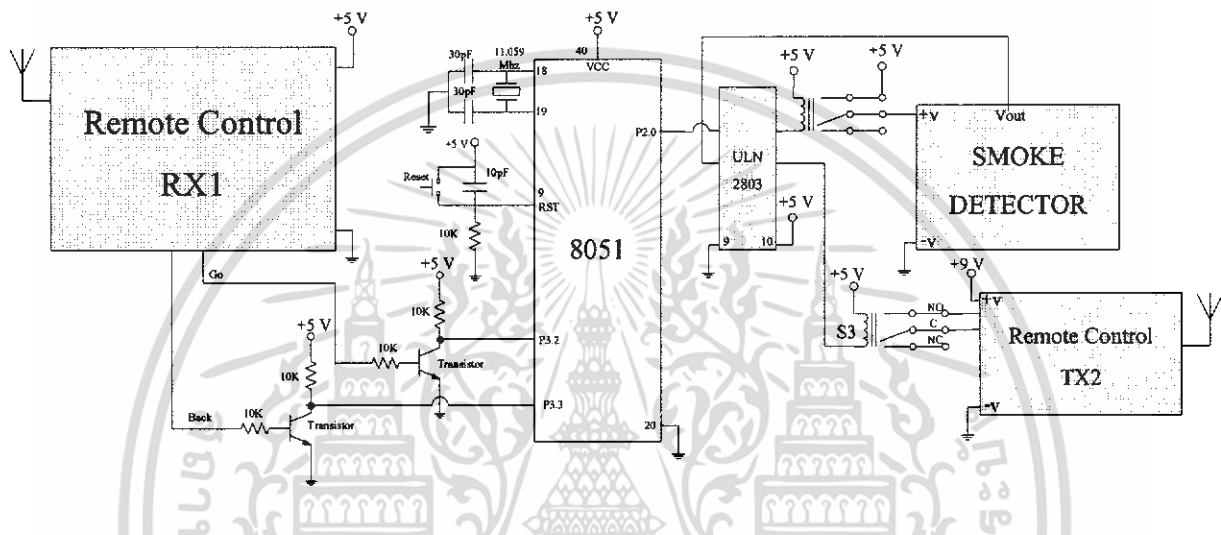 +5 V
Remote Control
RX1
Go
Back
10K
+5 V
10K
Transistor
10K
+5 V
10K
Transistor
30pF
30pF
11.059
Mhz
18
19
+5 V
Reset
10pF
10K
9
RST
+5 V
40
VCC
8051
P2.0
P3.2
P3.3
20
ULN
2803
9
10
+5 V
+5 V
+5 V
+V
Vout
SMOKE
DETECTOR
-V
+5 V
S3
NO
C
NC
+9 V
+V
Remote Control
TX2
-V